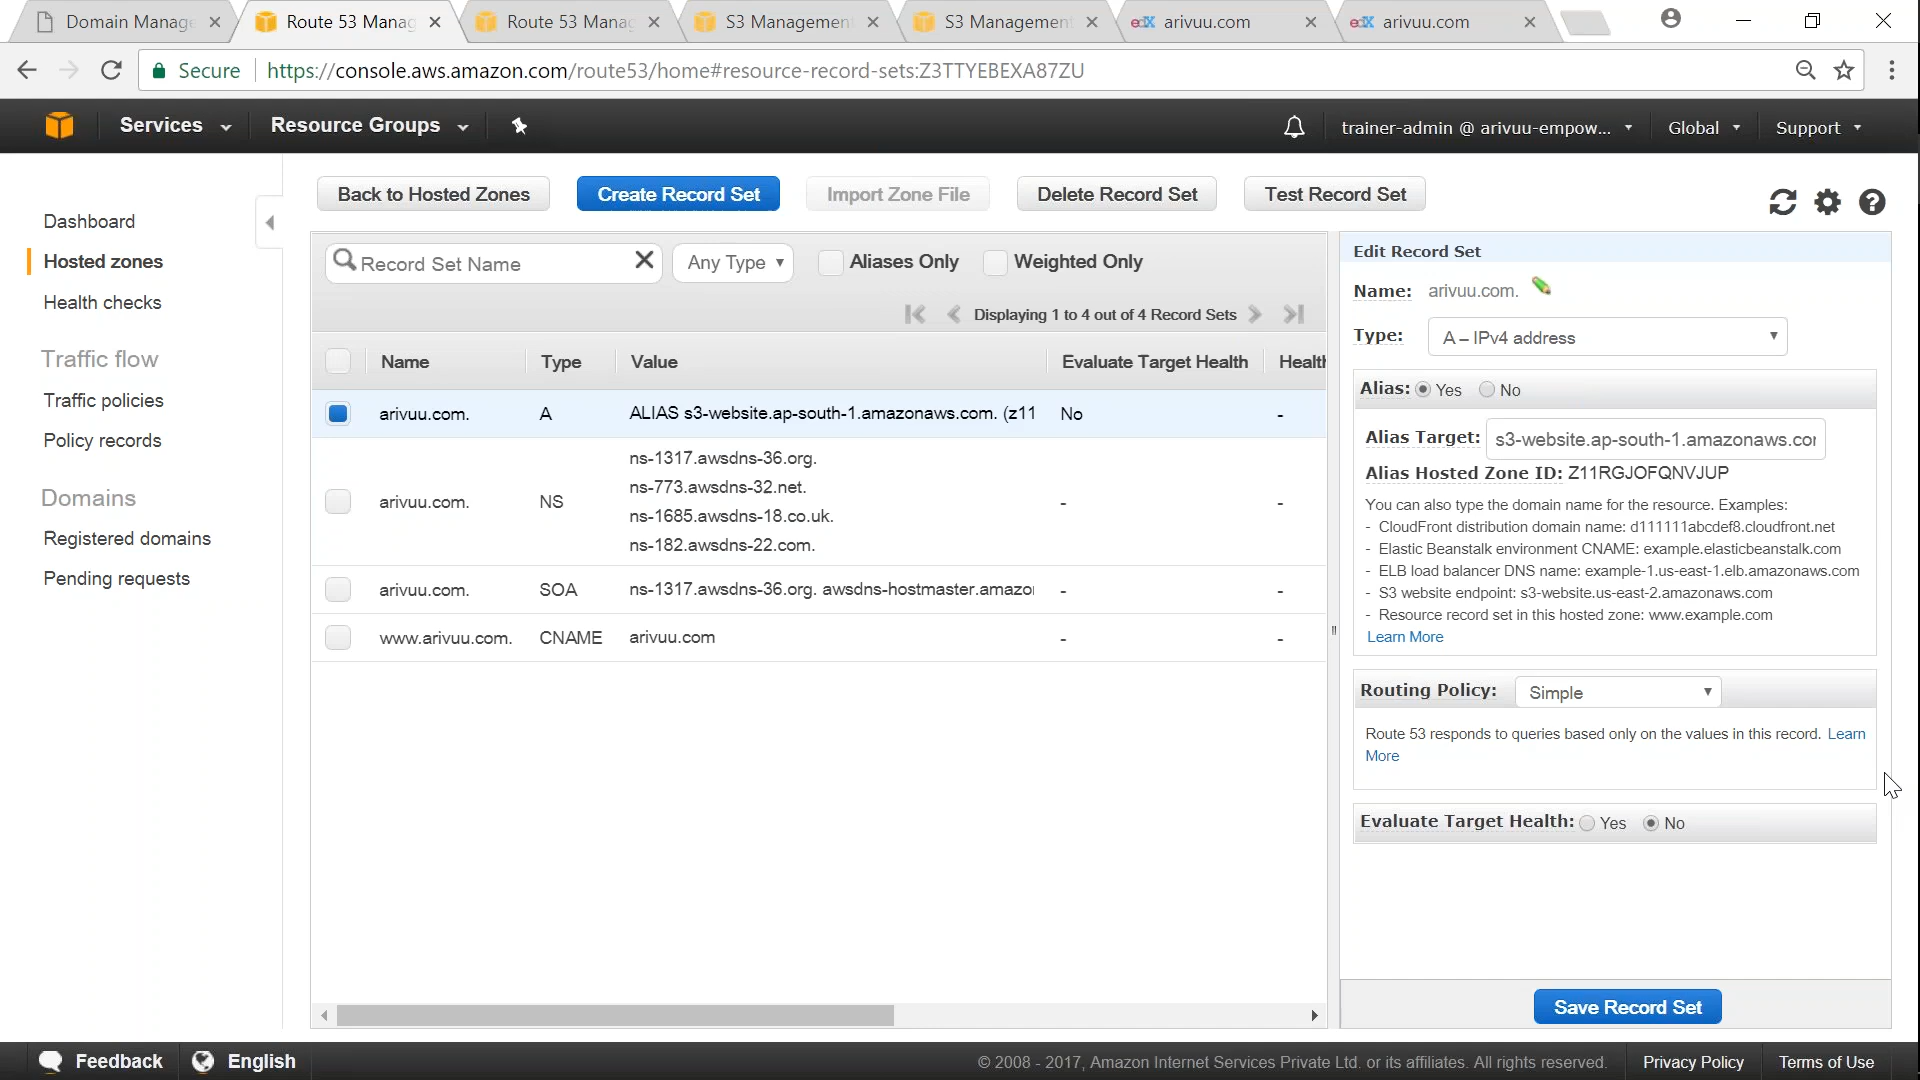 Domain Manage
Route 53 Manag
Route 53 Manag
S3 Management
S3 Management
edX arivuu.com
edX arivuu.com
Secure
https://console.aws.amazon.com/route53/home#resource-record-sets:Z3TTYEBEXA87ZU
Services
Resource Groups
trainer-admin @ arivuu-empow...
Global
Support
Dashboard
Hosted zones
Health checks
Traffic flow
Traffic policies
Policy records
Domains
Registered domains
Pending requests
Back to Hosted Zones
Create Record Set
Import Zone File
Delete Record Set
Test Record Set
Record Set Name
Any Type
Aliases Only
Weighted Only
Displaying 1 to 4 out of 4 Record Sets
Name Type Value Evaluate Target Health Health
arivuu.com. A ALIAS s3-website.ap-south-1.amazonaws.com. (z11 No -
ns-1317.awsdns-36.org.
ns-773.awsdns-32.net.
arivuu.com. NS - -
ns-1685.awsdns-18.co.uk.
ns-182.awsdns-22.com.
arivuu.com. SOA ns-1317.awsdns-36.org. awsdns-hostmaster.amazo - -
www.arivuu.com. CNAME arivuu.com - -
Edit Record Set
Name: arivuu.com.
Type: A – IPv4 address
Alias: Yes No
Alias Target: s3-website.ap-south-1.amazonaws.cor
Alias Hosted Zone ID: Z11RGJOFQNVJUP
You can also type the domain name for the resource. Examples:
- CloudFront distribution domain name: d111111abcdef8.cloudfront.net
- Elastic Beanstalk environment CNAME: example.elasticbeanstalk.com
- ELB load balancer DNS name: example-1.us-east-1.elb.amazonaws.com
- S3 website endpoint: s3-website.us-east-2.amazonaws.com
- Resource record set in this hosted zone: www.example.com
Learn More
Routing Policy: Simple
Route 53 responds to queries based only on the values in this record. Learn
More
Evaluate Target Health: Yes No
Save Record Set
Feedback
English
© 2008 - 2017, Amazon Internet Services Private Ltd. or its affiliates. All rights reserved.
Privacy Policy
Terms of Use